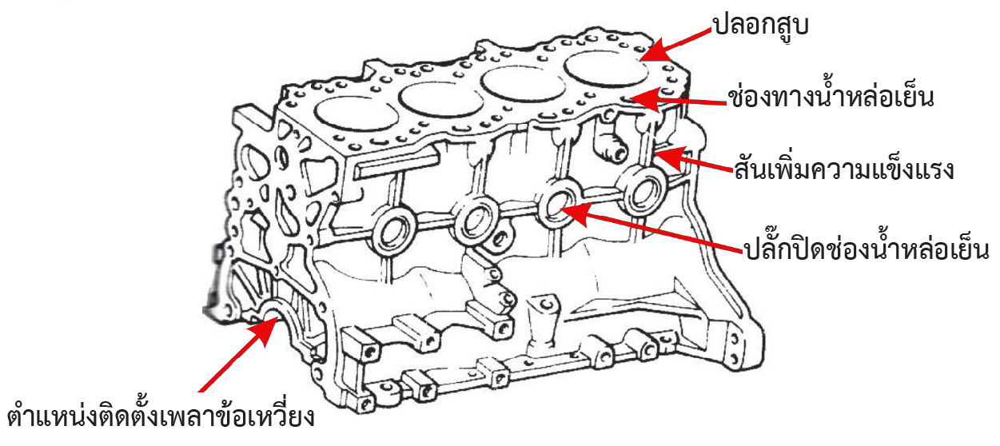 ปลอกสูบ
ช่องทางน้ำหล่อเย็น
สันเพิ่มความแข็งแรง
ปลั๊กปิดช่องน้ำหล่อเย็น
ตำแหน่งติดตั้งเพลาข้อเหวี่ยง